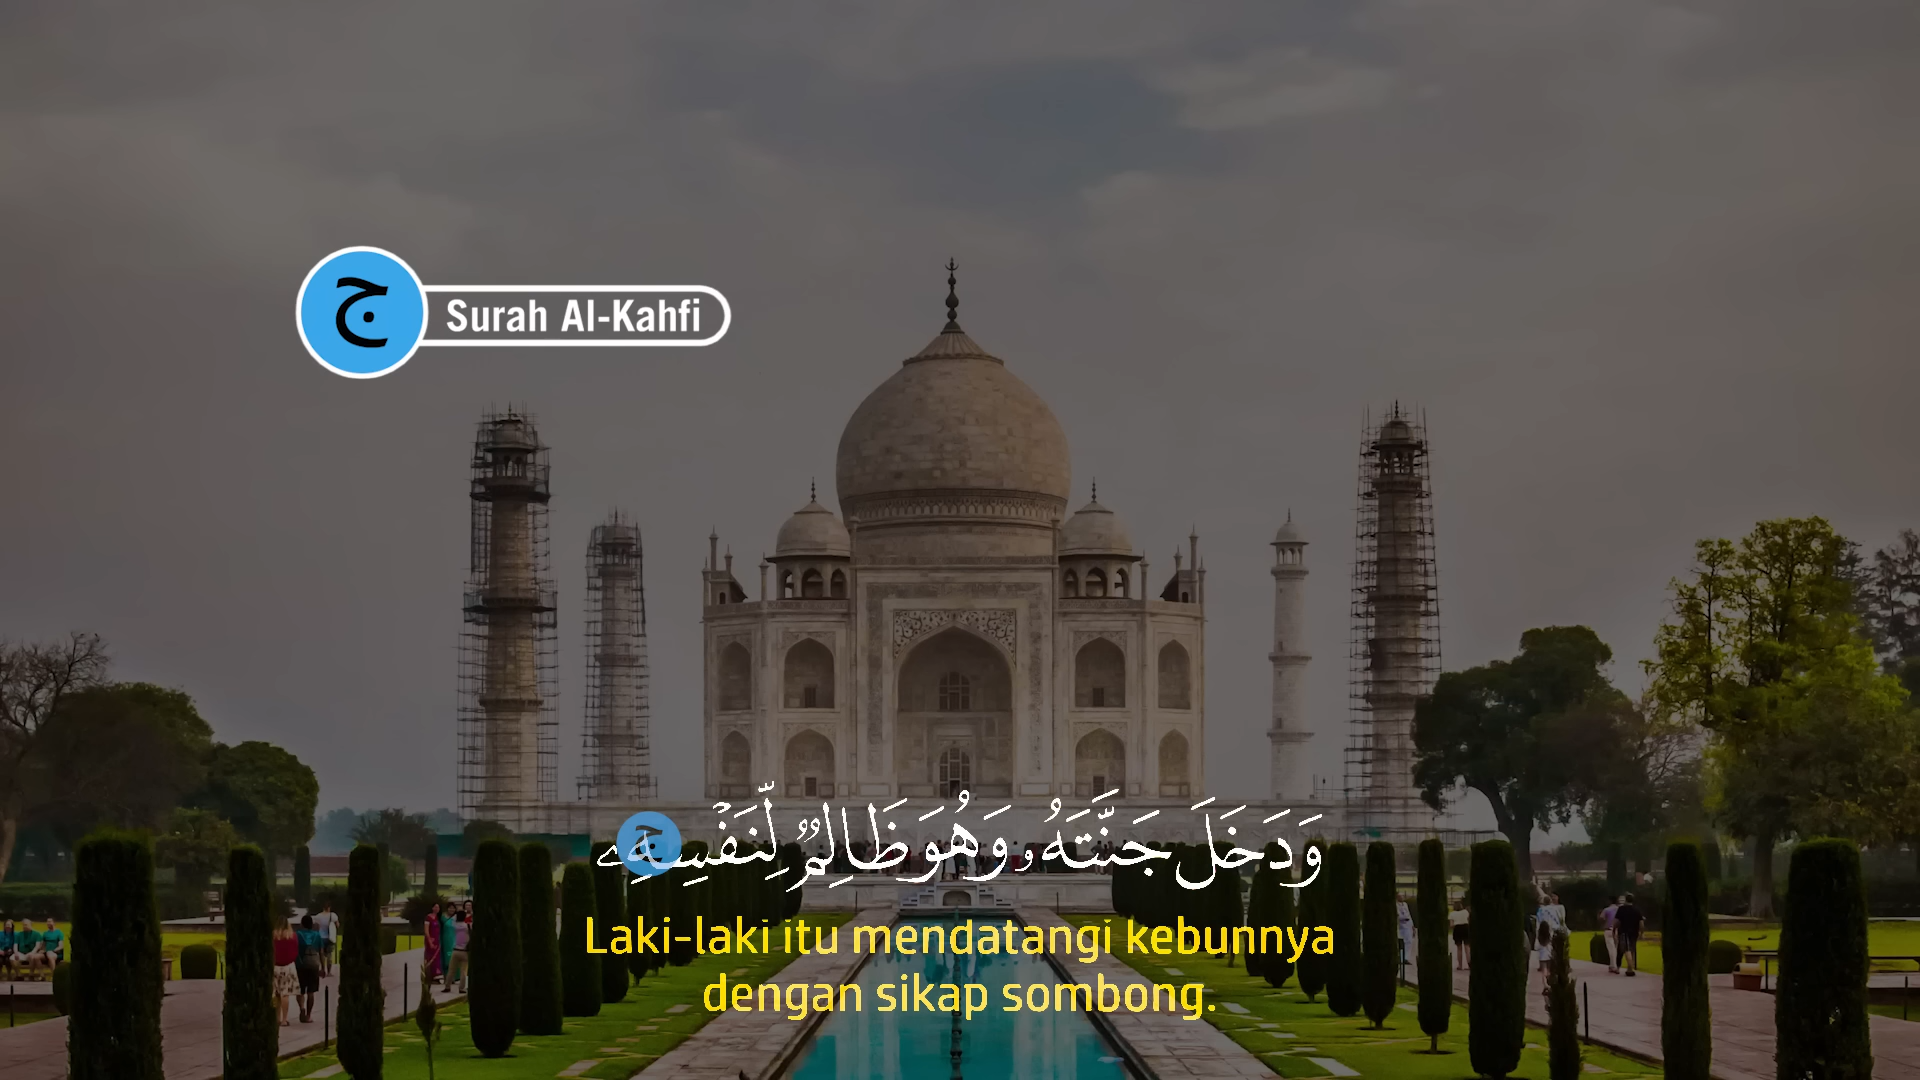 ج
Surah Al-Kahfi
وَدَخَلَ جَنَّتَهُۥ وَهُوَ ظَالِمٌ لِّنَفْسِهِۦ
ج
Laki-laki itu mendatangi kebunnya
dengan sikap sombong.